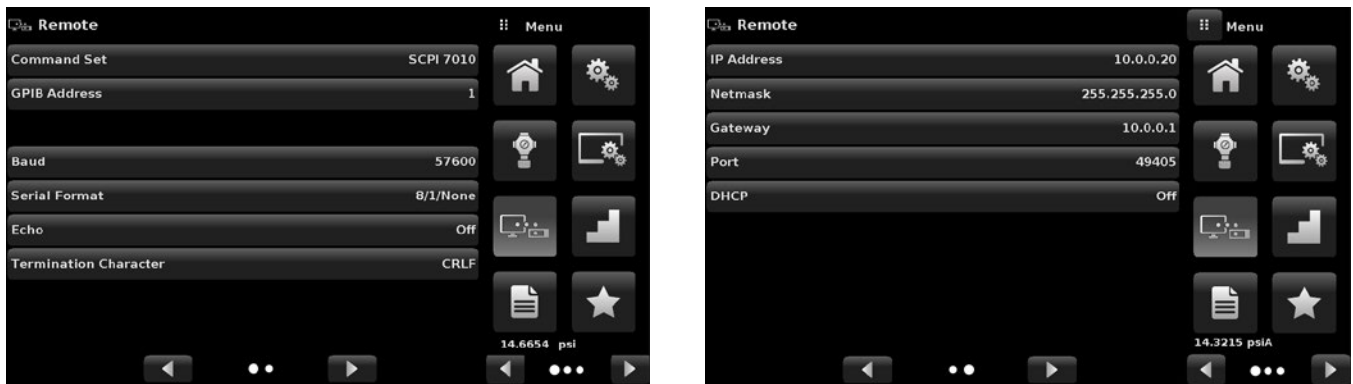 Remote
Menu
Command Set SCPI 7010
GPIB Address 1
Baud 57600
Serial Format 8/1/None
Echo Off
Termination Character CRLF
14.6654 psi
Remote
Menu
IP Address 10.0.0.20
Netmask 255.255.255.0
Gateway 10.0.0.1
Port 49405
DHCP Off
14.3215 psiA